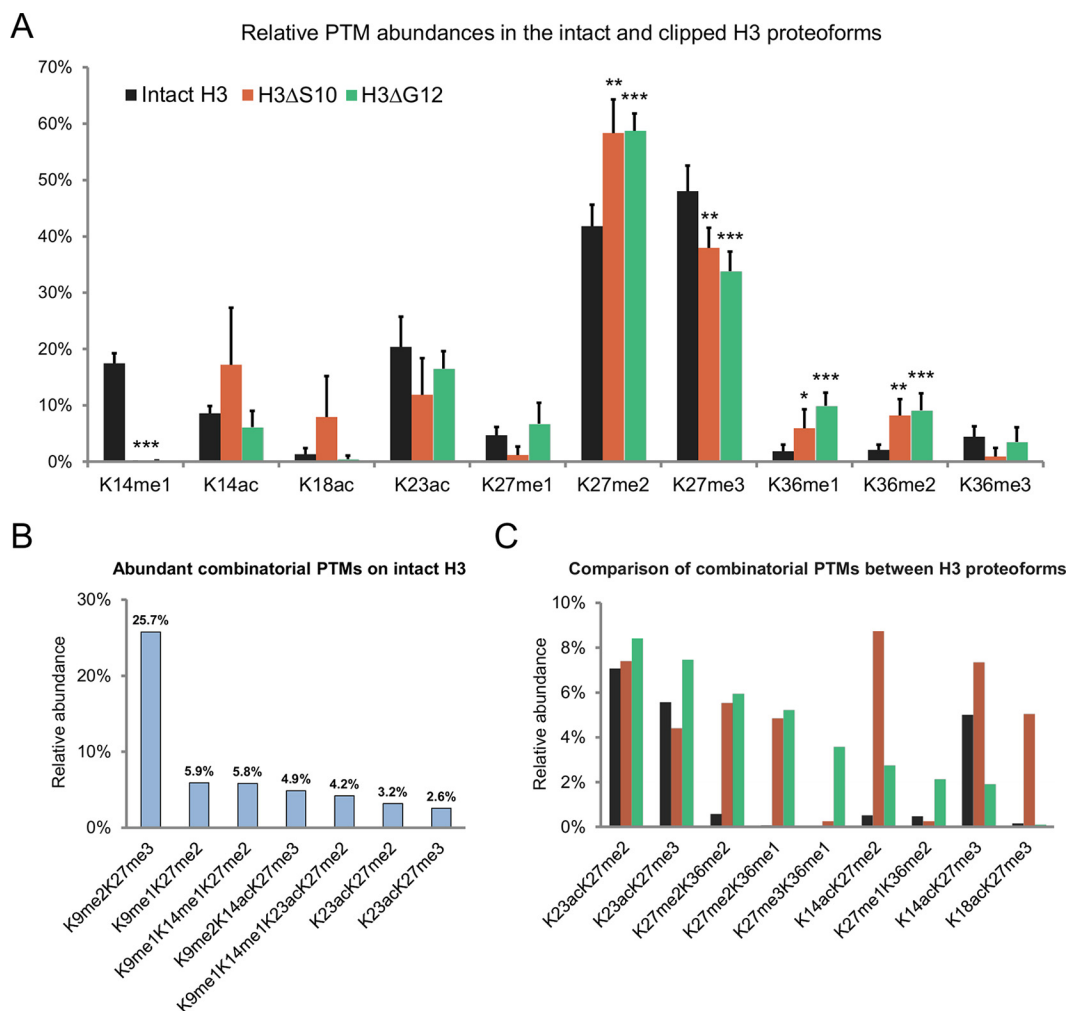 A
Relative PTM abundances in the intact and clipped H3 proteoforms
70%
60%
50%
40%
30%
20%
10%
0%
Intact H3 H3ΔS10 H3ΔG12
** ***
** ***
* ***
** ***
***
K14me1 K14ac K18ac K23ac K27me1 K27me2 K27me3 K36me1 K36me2 K36me3
B
Abundant combinatorial PTMs on intact H3
Relative abundance
30%
20%
10%
0%
25.7%
5.9%
5.8%
4.9%
4.2%
3.2%
2.6%
K9me2K27me3
K9me1K27me2
K9me1K14me1K27me2
K9me2K14acK27me3
K9me1K14me1K23acK27me2
K23acK27me2
K23acK27me3
C
Comparison of combinatorial PTMs between H3 proteoforms
Relative abundance
10%
8%
6%
4%
2%
0%
K23acK27me2
K23acK27me3
K27me2K36me2
K27me2K36me1
K27me3K36me1
K14acK27me2
K27me1K36me2
K14acK27me3
K18acK27me3